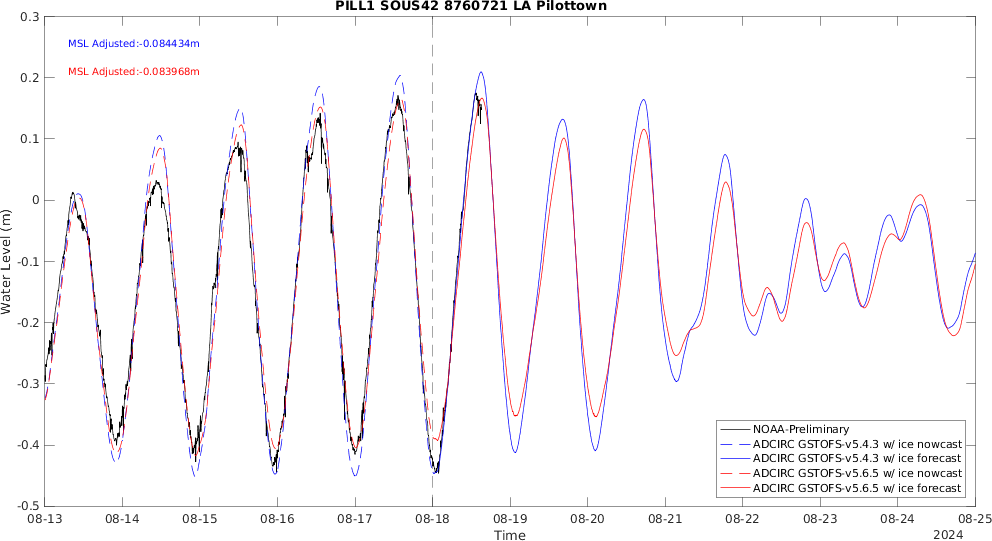 PILL1 SOUS42 8760721 LA Pilottown
MSL Adjusted:-0.084434m
MSL Adjusted:-0.083968m
Water Level (m)
0.3
0.2
0.1
0
-0.1
-0.2
-0.3
-0.4
-0.5
NOAA-Preliminary
ADCIRC GSTOFS-v5.4.3 w/ ice nowcast
ADCIRC GSTOFS-v5.4.3 w/ ice forecast
ADCIRC GSTOFS-v5.6.5 w/ ice nowcast
ADCIRC GSTOFS-v5.6.5 w/ ice forecast
08-13 08-14 08-15 08-16 08-17 08-18 08-19 08-20 08-21 08-22 08-23 08-24 08-25
Time
2024